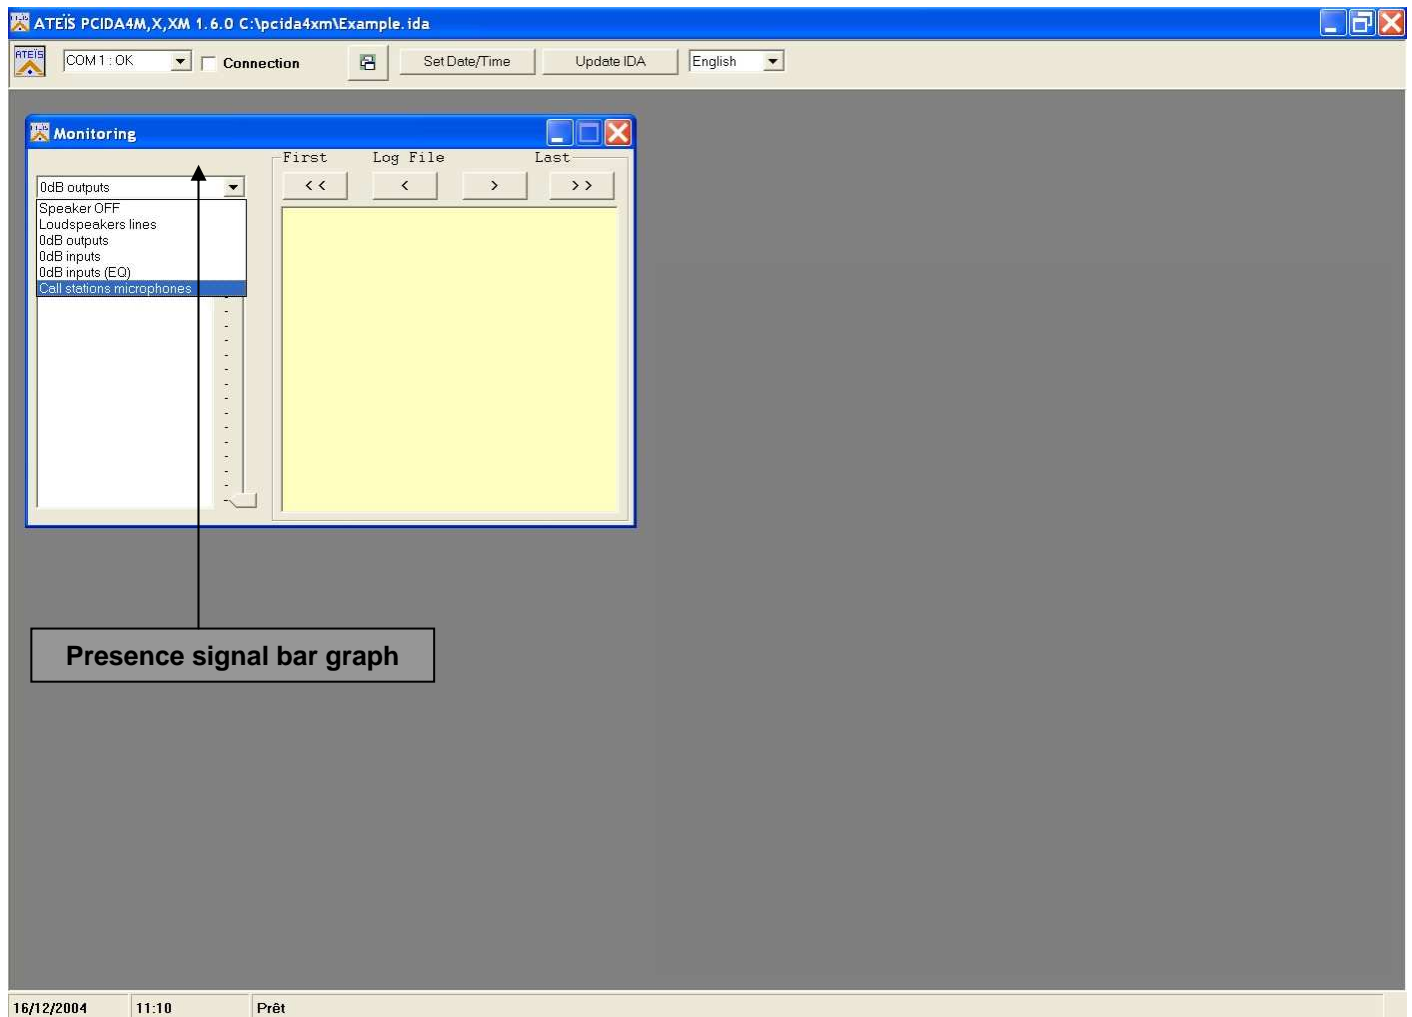 ATEÏS PCIDA4M,X,XM 1.6.0 C:\pcida4xm\Example.ida
ATEÏS
COM 1 : OK
Connection
Set Date/Time
Update IDA
English
Monitoring
First Log File Last
<< < > >>
0dB outputs
Speaker OFF
Loudspeakers lines
0dB outputs
0dB inputs
0dB inputs (EQ)
Call stations microphones
Presence signal bar graph
16/12/2004 11:10 Prêt